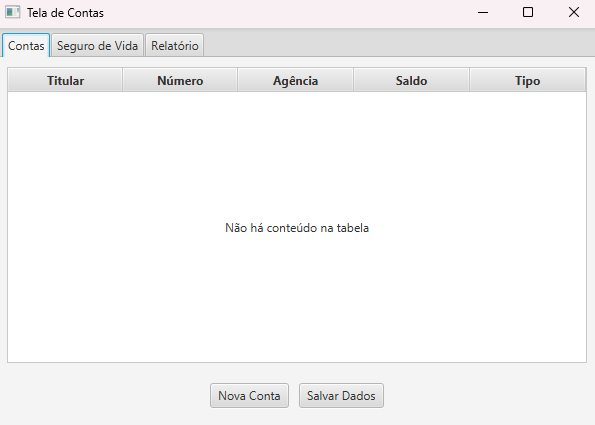 Tela de Contas
Contas Seguro de Vida Relatório
Titular Número Agência Saldo Tipo
Não há conteúdo na tabela
Nova Conta Salvar Dados